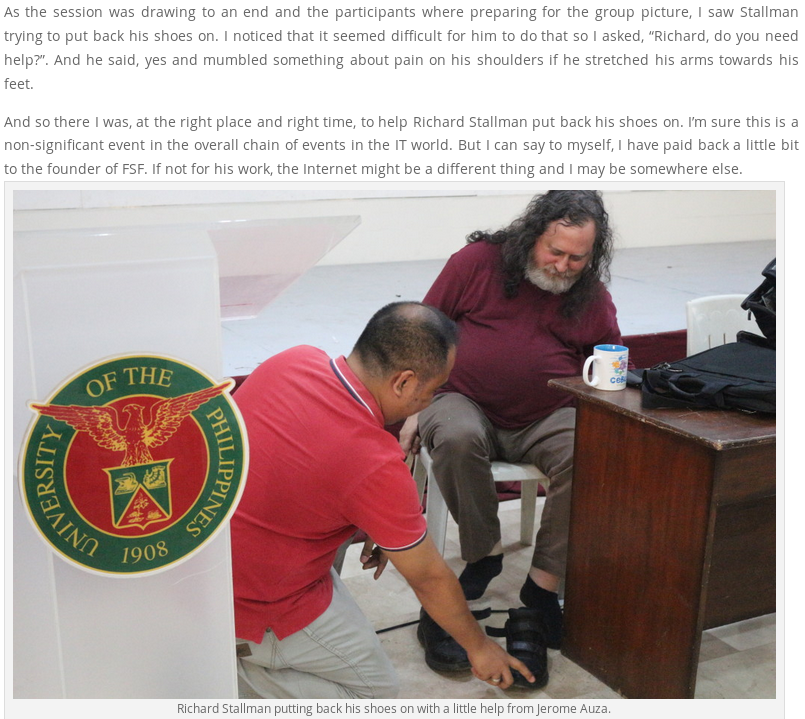 As the session was drawing to an end and the participants where preparing for the group picture, I saw Stallman
trying to put back his shoes on. I noticed that it seemed difficult for him to do that so I asked, “Richard, do you need
help?”. And he said, yes and mumbled something about pain on his shoulders if he stretched his arms towards his
feet.
And so there I was, at the right place and right time, to help Richard Stallman put back his shoes on. I’m sure this is a
non-significant event in the overall chain of events in the IT world. But I can say to myself, I have paid back a little bit
to the founder of FSF. If not for his work, the Internet might be a different thing and I may be somewhere else.
UNIVERSITY OF THE PHILIPPINES
1908
Richard Stallman putting back his shoes on with a little help from Jerome Auza.